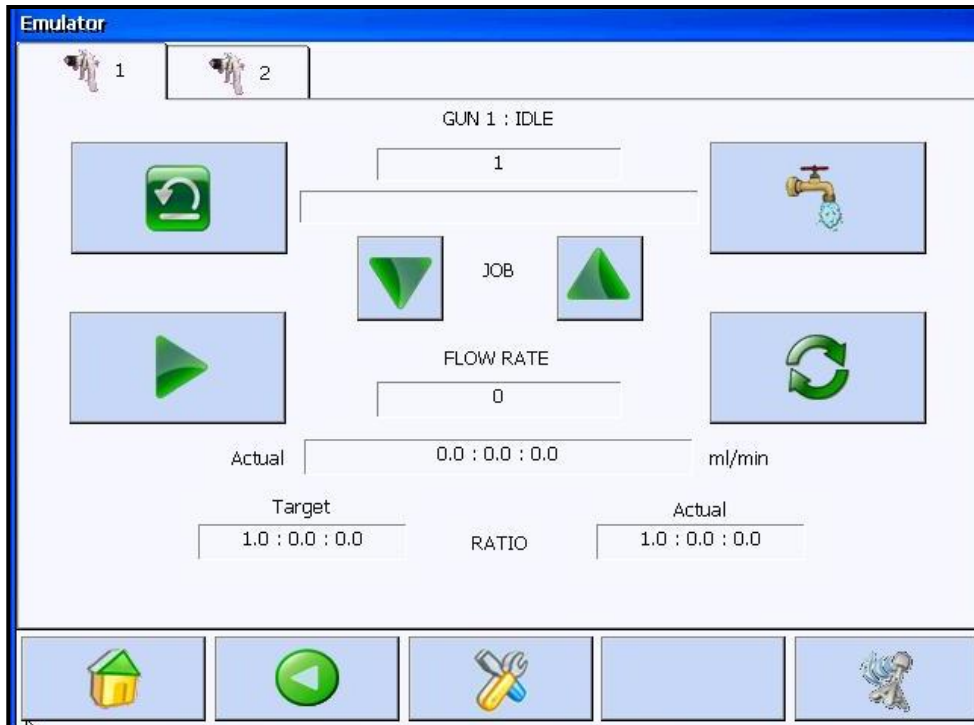 Emulator
1
2
GUN 1 : IDLE
1
JOB
FLOW RATE
0
Actual
0.0 : 0.0 : 0.0
ml/min
Target
Actual
1.0 : 0.0 : 0.0
RATIO
1.0 : 0.0 : 0.0